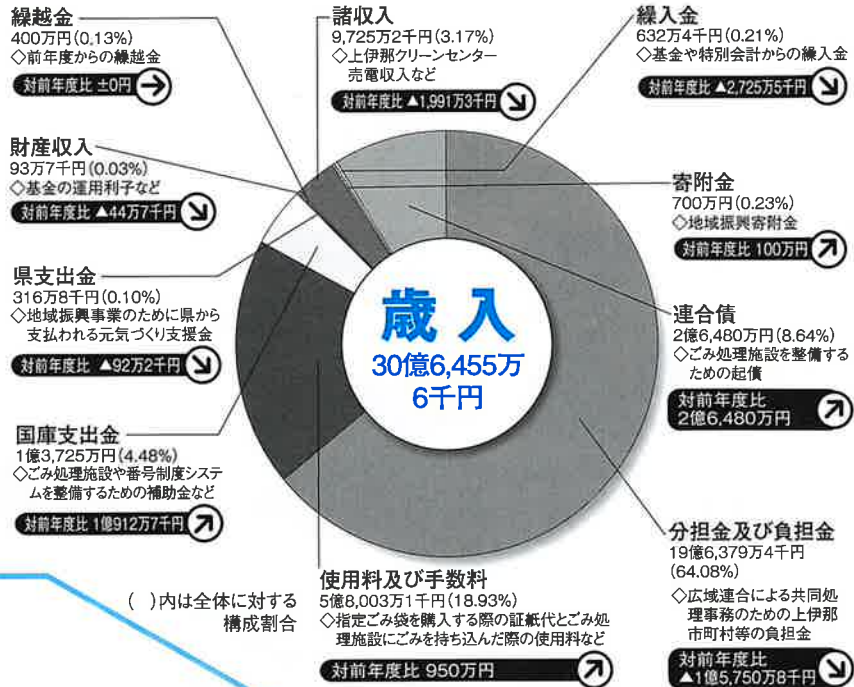 繰越金
400万円(0.13%)
◇前年度からの繰越金
対前年度比 ±0円
諸収入
9,725万2千円(3.17%)
◇上伊那クリーンセンター
売電収入など
対前年度比 ▲1,991万3千円
繰入金
632万4千円(0.21%)
◇基金や特別会計からの繰入金
対前年度比 ▲2,725万5千円
財産収入
93万7千円(0.03%)
◇基金の運用利子など
対前年度比 ▲44万7千円
寄附金
700万円(0.23%)
◇地域振興寄附金
対前年度比 100万円
県支出金
316万8千円(0.10%)
◇地域振興事業のために県から
支払われる元気づくり支援金
対前年度比 ▲92万2千円
歳入
30億6,455万
6千円
連合債
2億6,480万円(8.64%)
◇ごみ処理施設を整備する
ための起債
対前年度比
2億6,480万円
国庫支出金
1億3,725万円(4.48%)
◇ごみ処理施設や番号制度システ
ムを整備するための補助金など
対前年度比 1億912万7千円
分担金及び負担金
19億6,379万4千円
(64.08%)
◇広域連合による共同処
理事務のための上伊那
市町村等の負担金
対前年度比
▲1億5,750万8千円
使用料及び手数料
5億8,003万1千円(18.93%)
◇指定ごみ袋を購入する際の証紙代とごみ処
理施設にごみを持ち込んだ際の使用料など
対前年度比 950万円
(　)内は全体に対する
構成割合